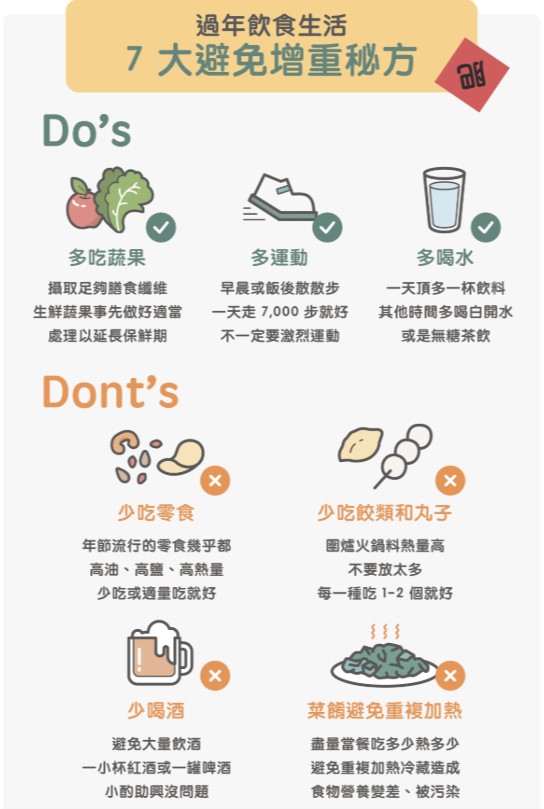 過年飲食生活
7 大避免增重秘方
肥
Do's
多吃蔬果
攝取足夠膳食纖維
生鮮蔬果事先做好適當
處理以延長保鮮期
多運動
早晨或飯後散散步
一天走 7,000 步就好
不一定要激烈運動
多喝水
一天頂多一杯飲料
其他時間多喝白開水
或是無糖茶飲
Dont's
少吃零食
年節流行的零食幾乎都
高油、高鹽、高熱量
少吃或適量吃就好
少吃餃類和丸子
圍爐火鍋料熱量高
不要放太多
每一種吃 1-2 個就好
少喝酒
避免大量飲酒
一小杯紅酒或一罐啤酒
小酌助興沒問題
菜餚避免重複加熱
盡量當餐吃多少熱多少
避免重複加熱冷藏造成
食物營養變差、被污染